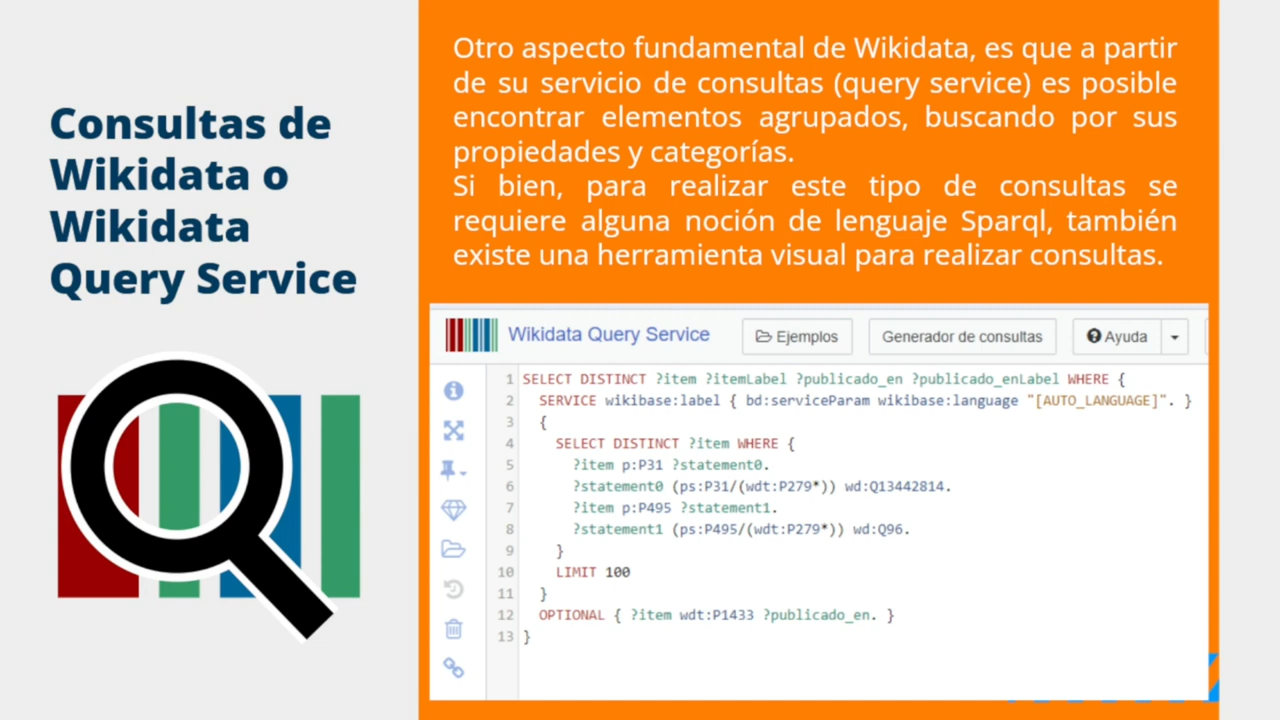 Consultas de
Wikidata o
Wikidata
Query Service
Otro aspecto fundamental de Wikidata, es que a partir
de su servicio de consultas (query service) es posible
encontrar elementos agrupados, buscando por sus
propiedades y categorías.
Si bien, para realizar este tipo de consultas se
requiere alguna noción de lenguaje Sparql, también
existe una herramienta visual para realizar consultas.
Wikidata Query Service Ejemplos Generador de consultas Ayuda
1 SELECT DISTINCT ?item ?itemLabel ?publicado_en ?publicado_enLabel WHERE {
2 SERVICE wikibase:label { bd:serviceParam wikibase:language "[AUTO_LANGUAGE]". }
3 {
4 SELECT DISTINCT ?item WHERE {
5 ?item p:P31 ?statement0.
6 ?statement0 (ps:P31/(wdt:P279*)) wd:Q13442814.
7 ?item p:P495 ?statement1.
8 ?statement1 (ps:P495/(wdt:P279*)) wd:Q96.
9 }
10 LIMIT 100
11 }
12 OPTIONAL { ?item wdt:P1433 ?publicado_en. }
13 }